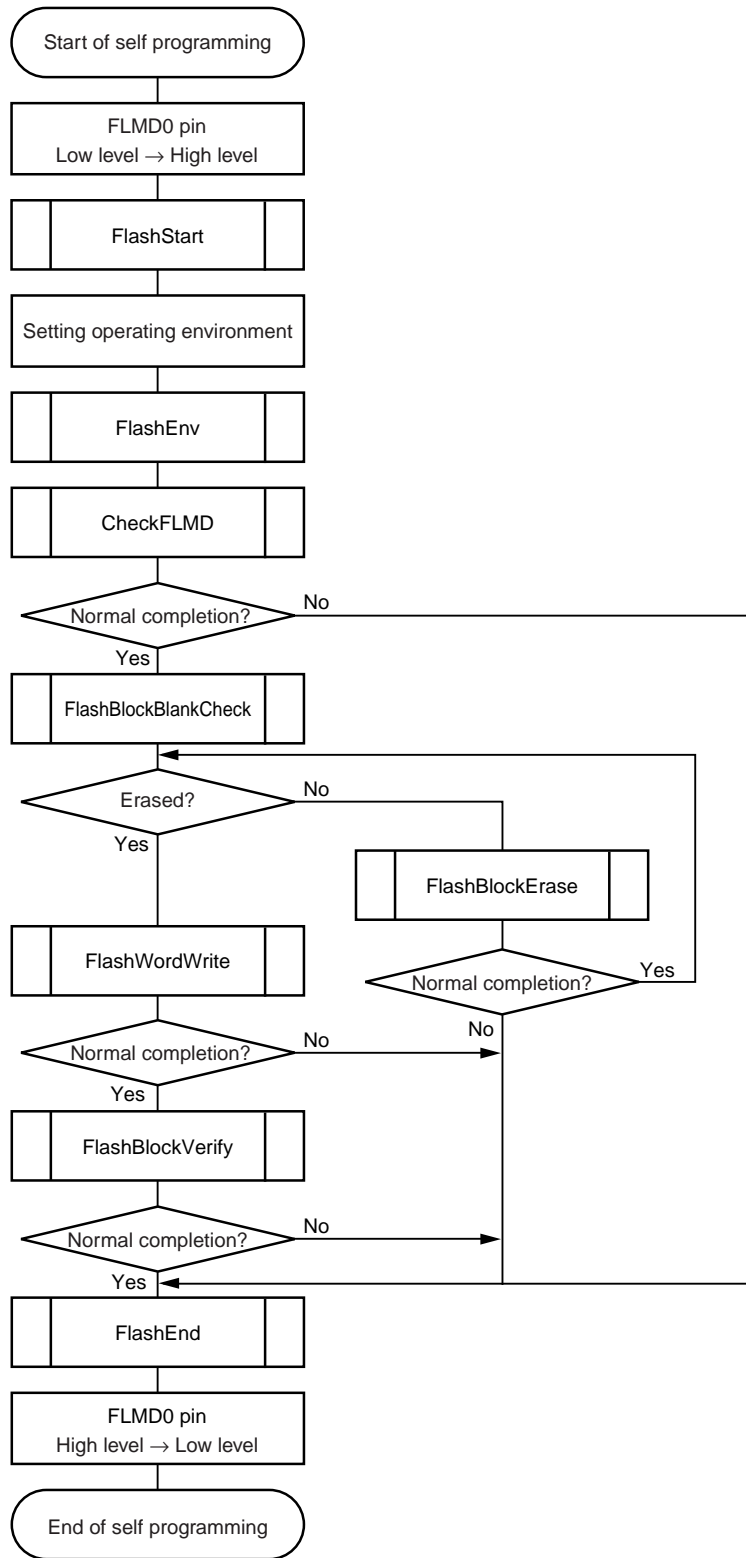 Start of self programming
FLMD0 pin
Low level → High level
FlashStart
Setting operating environment
FlashEnv
CheckFLMD
Normal completion?
No
Yes
FlashBlockBlankCheck
Erased?
No
Yes
FlashBlockErase
Normal completion?
Yes
No
FlashWordWrite
Normal completion?
No
Yes
FlashBlockVerify
Normal completion?
No
Yes
FlashEnd
FLMD0 pin
High level → Low level
End of self programming